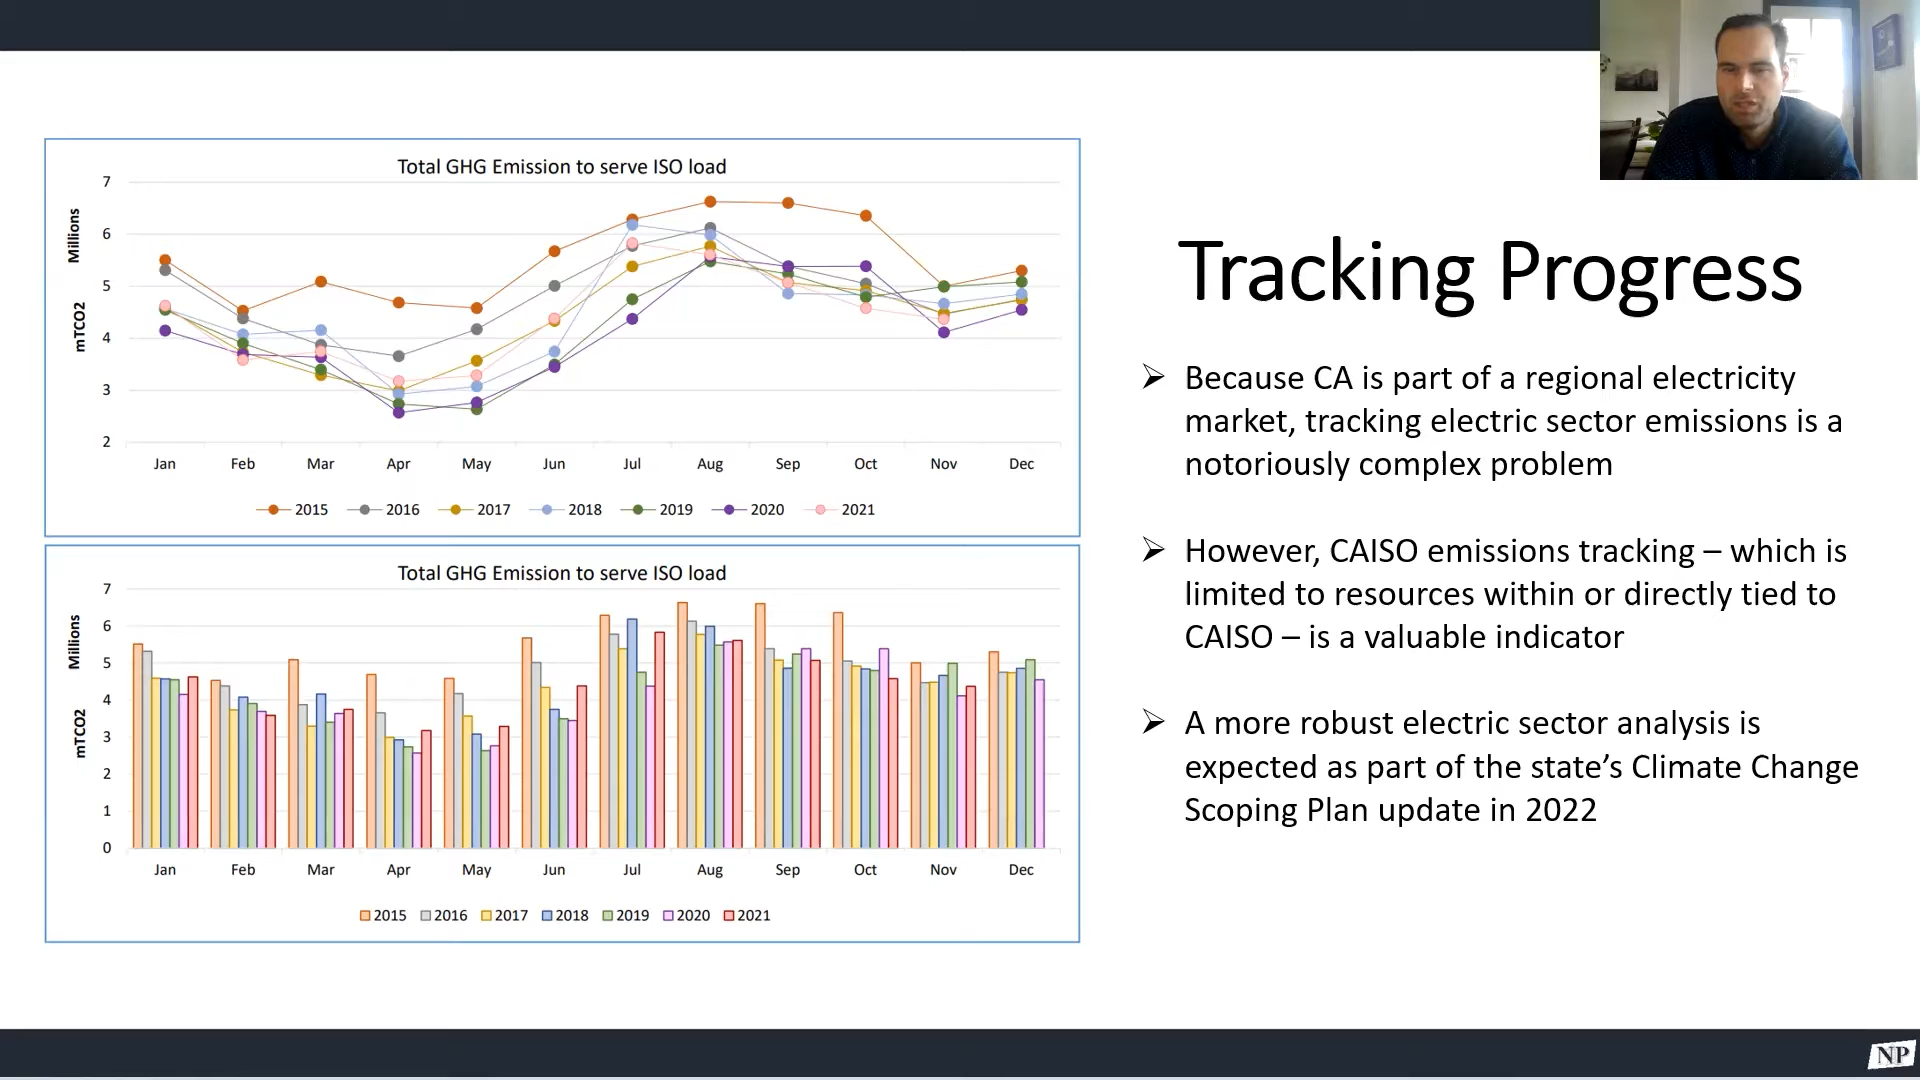 Total GHG Emission to serve ISO load
Millions
mTCO2
7
6
5
4
3
2
Jan Feb Mar Apr May Jun Jul Aug Sep Oct Nov Dec
2015 2016 2017 2018 2019 2020 2021
Total GHG Emission to serve ISO load
Millions
mTCO2
7
6
5
4
3
2
1
0
Jan Feb Mar Apr May Jun Jul Aug Sep Oct Nov Dec
2015 2016 2017 2018 2019 2020 2021
Tracking Progress
Because CA is part of a regional electricity
market, tracking electric sector emissions is a
notoriously complex problem
However, CAISO emissions tracking – which is
limited to resources within or directly tied to
CAISO – is a valuable indicator
A more robust electric sector analysis is
expected as part of the state’s Climate Change
Scoping Plan update in 2022
NP